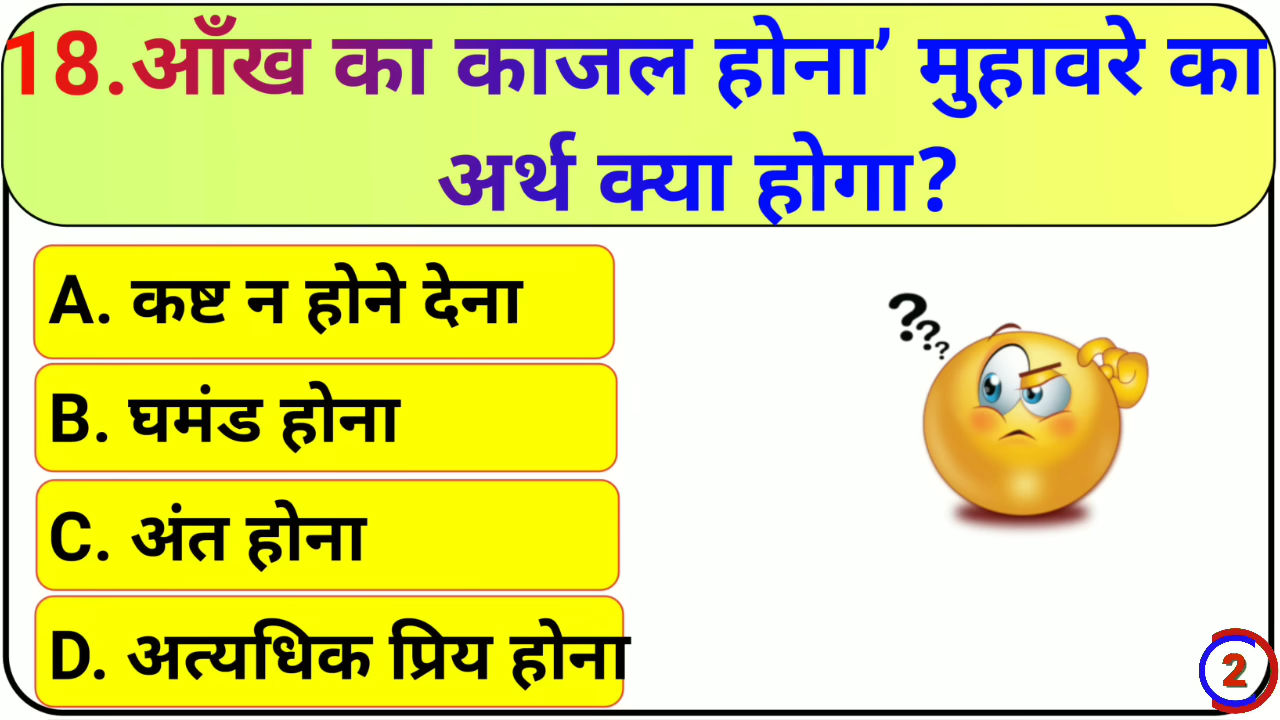 18.आँख का काजल होना’ मुहावरे का
अर्थ क्या होगा?
A. कष्ट न होने देना
B. घमंड होना
C. अंत होना
D. अत्यधिक प्रिय होना
???
2